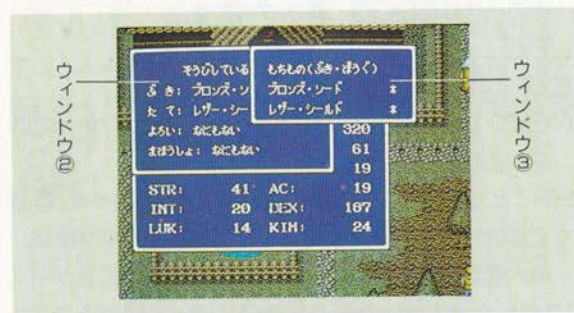 ウィンドウ②
そうびしている
ぶ き: ブロンズ・ソ
た て: レザー・シー
よろい: なにもない
まほうしょ: なにもない
もちもの(ぶき・ぼうぐ)
ブロンズ・ソード *
レザー・シールド *
320
61
19
STR: 41 AC: 19
INT: 20 DEX: 167
LUK: 14 KIM: 24
ウィンドウ③